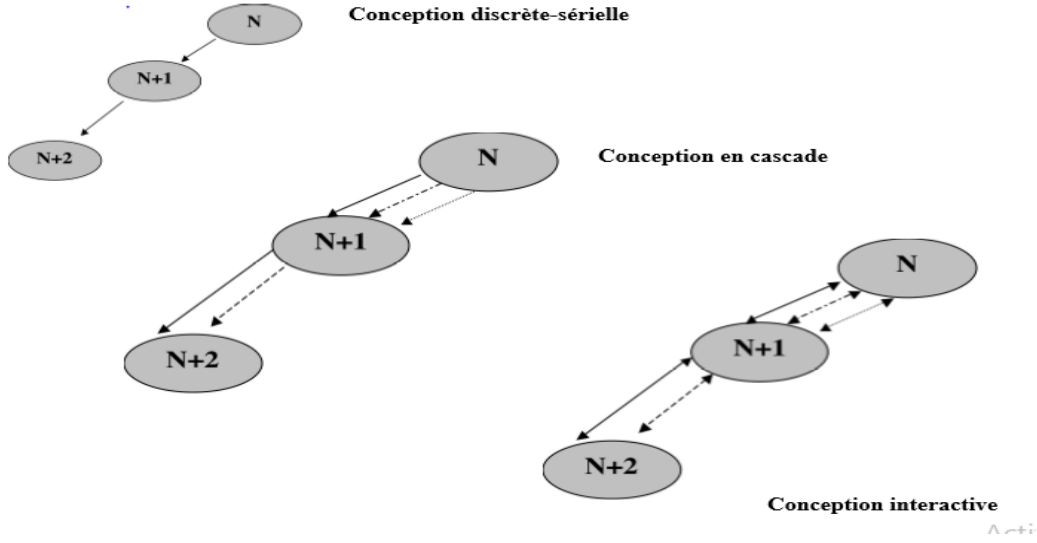 Conception discrète-sérielle
N
N+1
N+2
Conception en cascade
N
N+1
N+2
N
N+1
N+2
Conception interactive